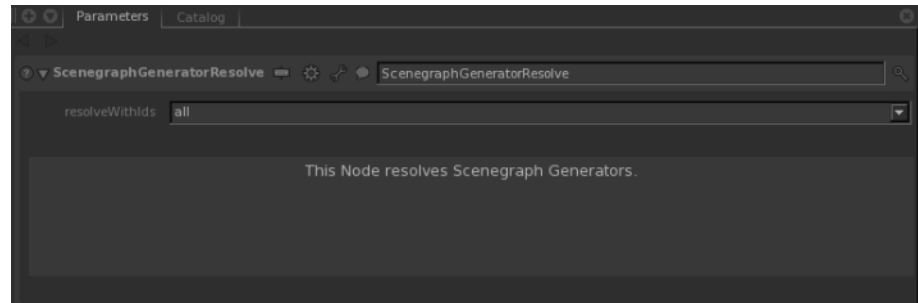 Parameters Catalog
ScenegraphGeneratorResolve ScenegraphGeneratorResolve
resolveWithIds all
This Node resolves Scenegraph Generators.